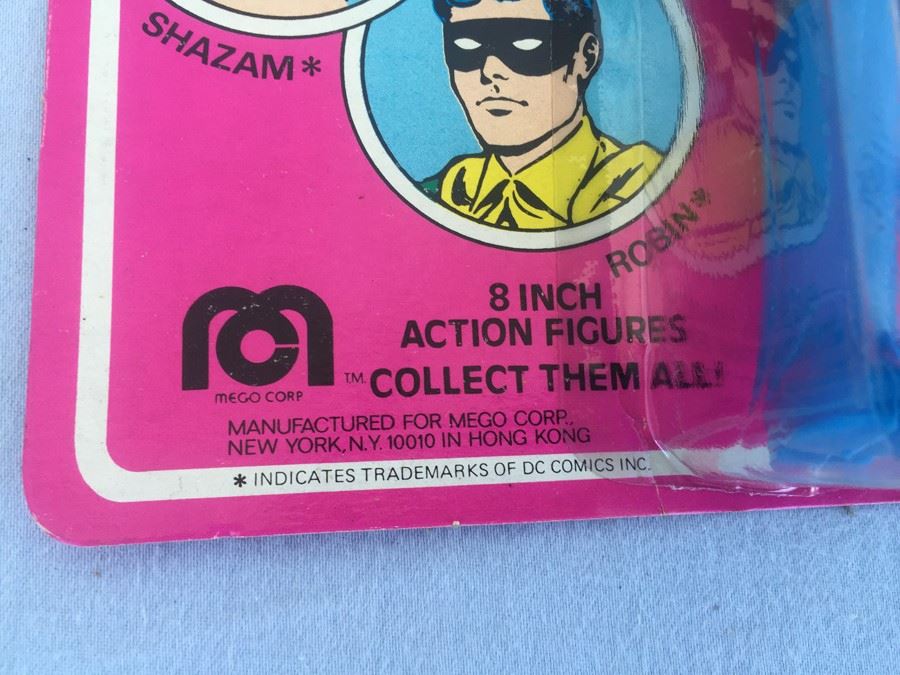 SHAZAM*
ROBIN*
8 INCH
ACTION FIGURES
COLLECT THEM ALL!
TM.
MEGO CORP
MANUFACTURED FOR MEGO CORP.,
NEW YORK, N.Y. 10010 IN HONG KONG
* INDICATES TRADEMARKS OF DC COMICS INC.